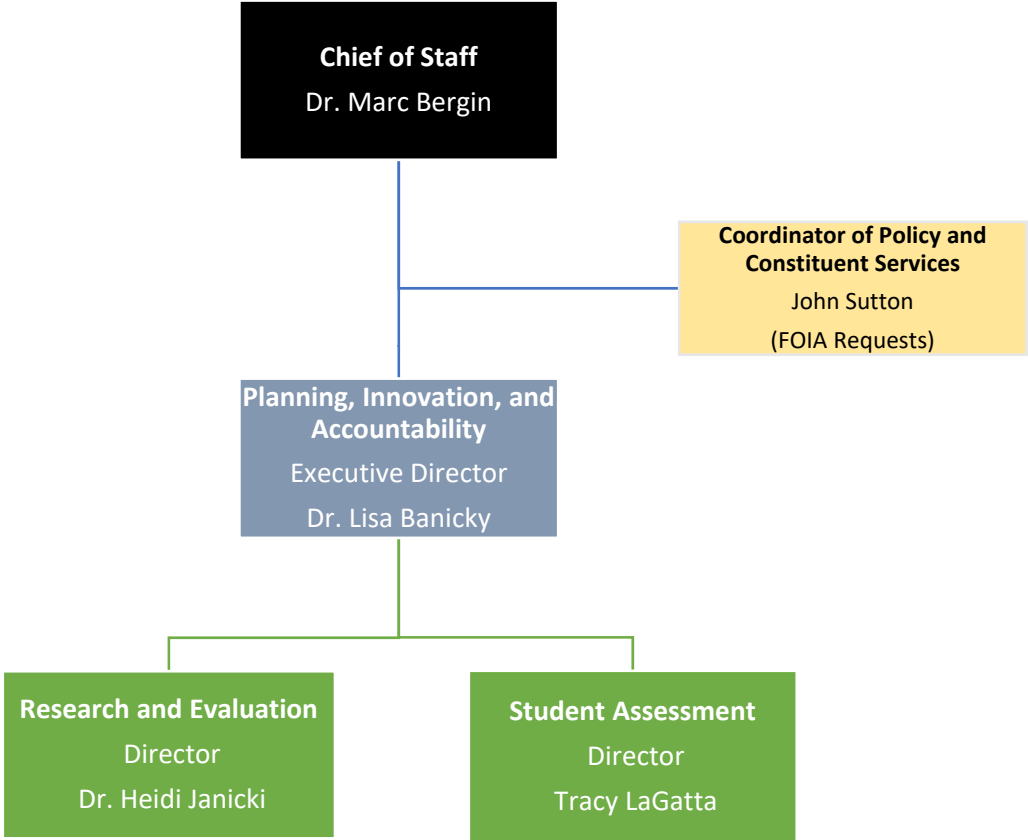 Chief of Staff
Dr. Marc Bergin
Coordinator of Policy and
Constituent Services
John Sutton
(FOIA Requests)
Planning, Innovation, and
Accountability
Executive Director
Dr. Lisa Banicky
Research and Evaluation
Director
Dr. Heidi Janicki
Student Assessment
Director
Tracy LaGatta